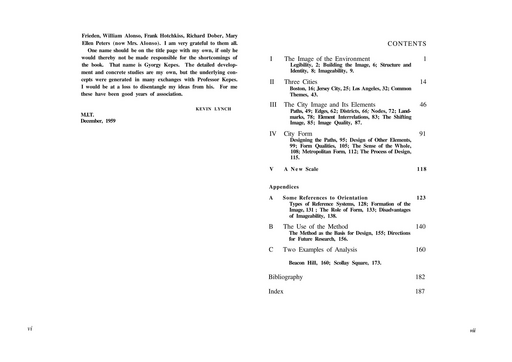 Frieden, William Alonso, Frank Hotchkiss, Richard Dober, Mary
Ellen Peters (now Mrs. Alonso). I am very grateful to them all.
One name should be on the title page with my own, if only he
would thereby not be made responsible for the shortcomings of
the book. That name is Gyorgy Kepes. The detailed develop-
ment and concrete studies are my own, but the underlying con-
cepts were generated in many exchanges with Professor Kepes.
I would be at a loss to disentangle my ideas from his. For me
these have been good years of association.
KEVIN LYNCH
M.I.T.
December, 1959
vi
CONTENTS
I The Image of the Environment 1
Legibility, 2; Building the Image, 6; Structure and
Identity, 8; Imageability, 9.
II Three Cities 14
Boston, 16; Jersey City, 25; Los Angeles, 32; Common
Themes, 43.
III The City Image and Its Elements 46
Paths, 49; Edges, 62; Districts, 66; Nodes, 72; Land-
marks, 78; Element Interrelations, 83; The Shifting
Image, 85; Image Quality, 87.
IV City Form 91
Designing the Paths, 95; Design of Other Elements,
99; Form Qualities, 105; The Sense of the Whole,
108; Metropolitan Form, 112; The Process of Design,
115.
V A New Scale 118
Appendices
A Some References to Orientation 123
Types of Reference Systems, 128; Formation of the
Image, 131 ; The Role of Form, 133; Disadvantages
of Imageability, 138.
B The Use of the Method 140
The Method as the Basis for Design, 155; Directions
for Future Research, 156.
C Two Examples of Analysis 160
Beacon Hill, 160; Scollay Square, 173.
Bibliography 182
Index 187
vii